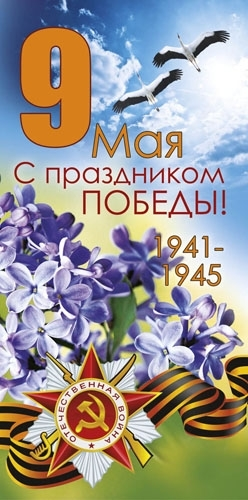 9
Мая
С праздником
ПОБЕДЫ!
1941-
1945
ОТЕЧЕСТВЕННАЯ ВОЙНА